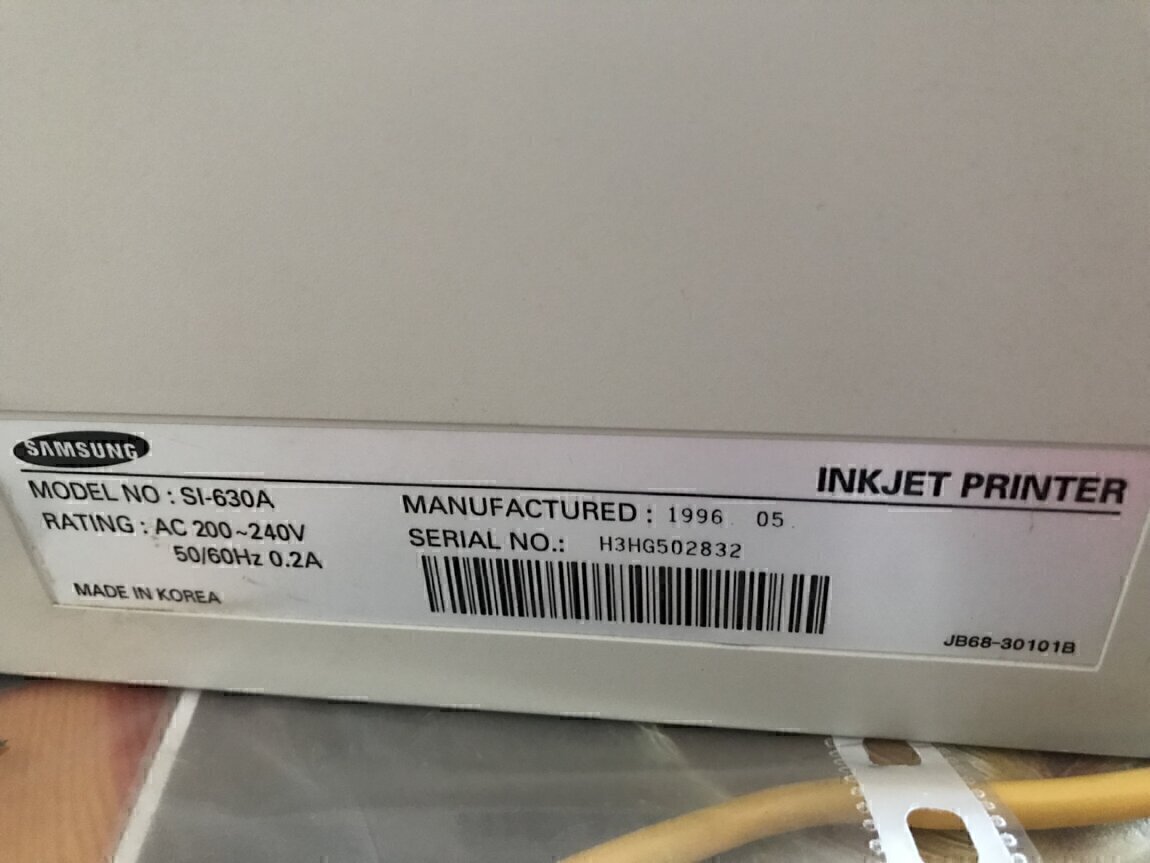 SAMSUNG
INKJET PRINTER
MODEL NO : SI-630A
RATING : AC 200~240V
50/60Hz 0.2A
MADE IN KOREA
MANUFACTURED : 1996. 05.
SERIAL NO.: H3HG502832
JB68-30101B